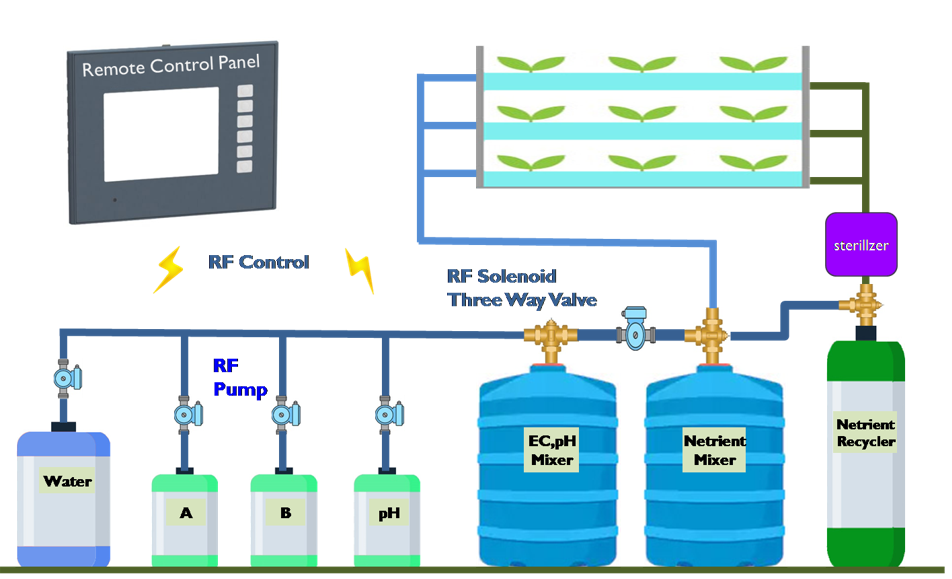 Remote Control Panel
sterillzer
RF Control
RF Solenoid
Three Way Valve
RF
Pump
EC,pH
Mixer
Netrient
Mixer
Netrient
Recycler
Water
A
B
pH